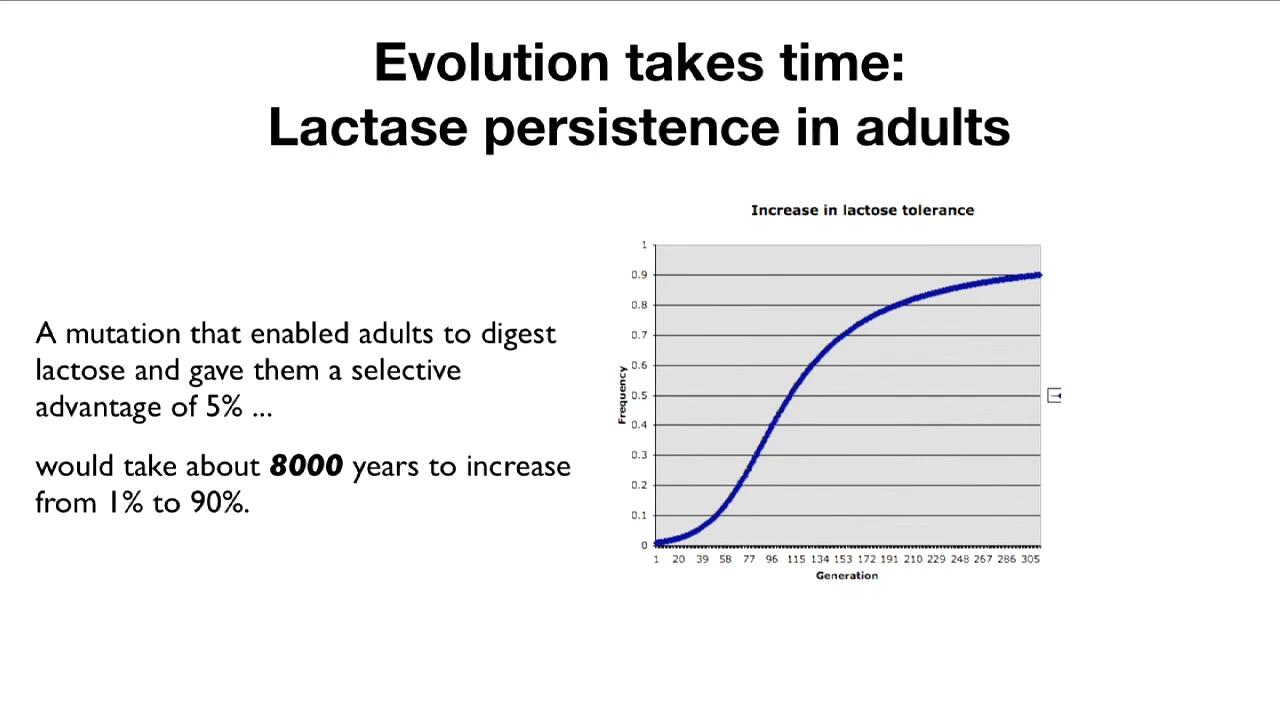 Evolution takes time:
Lactase persistence in adults
A mutation that enabled adults to digest
lactose and gave them a selective
advantage of 5% ...
would take about 8000 years to increase
from 1% to 90%.
Increase in lactose tolerance
1
0.9
0.8
0.7
0.6
0.5
0.4
0.3
0.2
0.1
0
Frequency
1 20 39 58 77 96 115 134 153 172 191 210 229 248 267 286 305
Generation